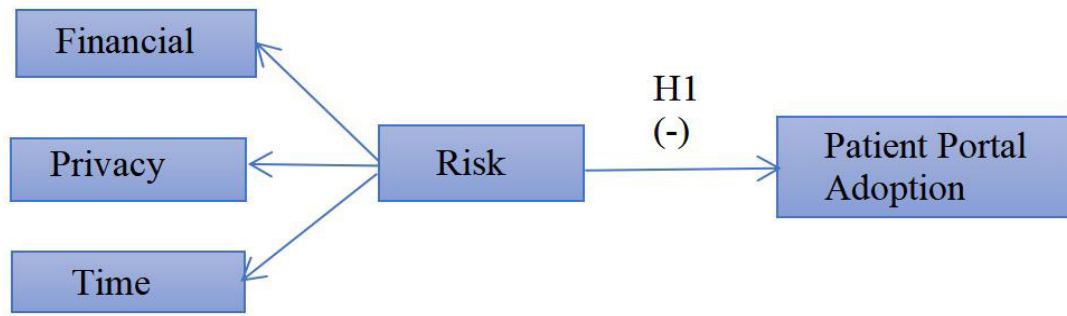 Financial
Privacy
Time
Risk
H1
(-)
Patient Portal
Adoption